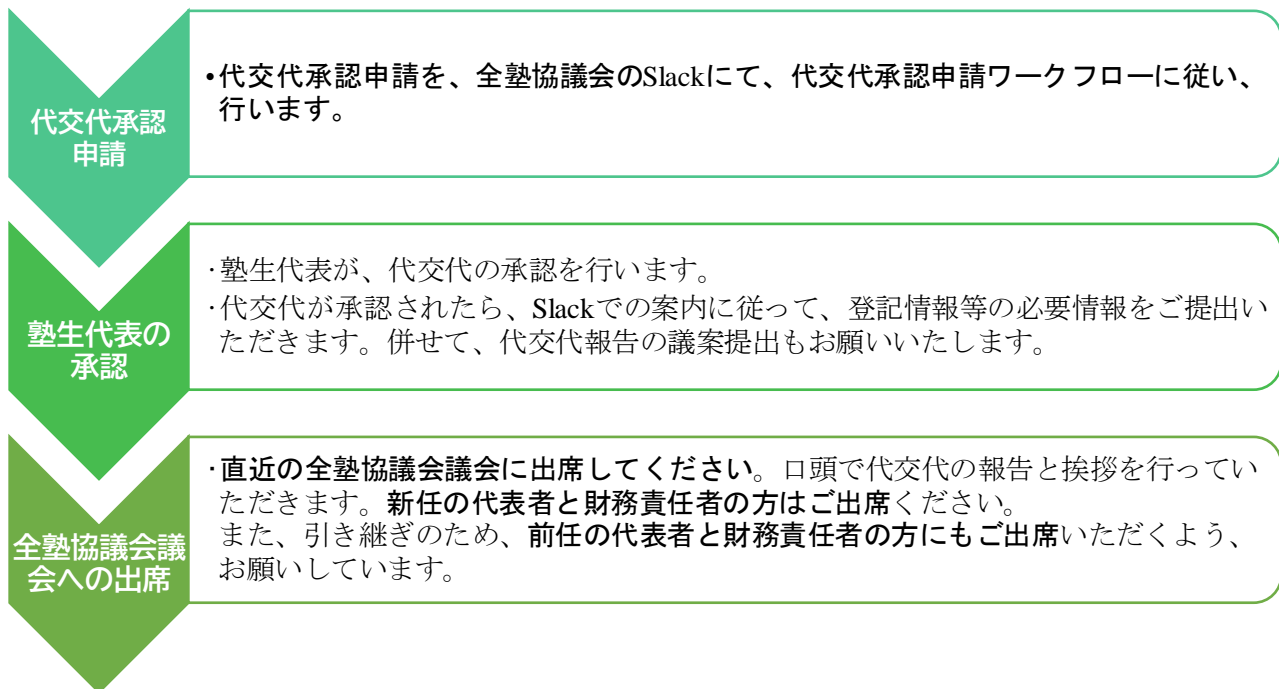 代交代承認
申請
•代交代承認申請を、全塾協議会のSlackにて、代交代承認申請ワークフローに従い、
行います。
塾生代表の
承認
·塾生代表が、代交代の承認を行います。
·代交代が承認されたら、Slackでの案内に従って、登記情報等の必要情報をご提出い
ただきます。併せて、代交代報告の議案提出もお願いいたします。
全塾協議会議
会への出席
·直近の全塾協議会議会に出席してください。口頭で代交代の報告と挨拶を行ってい
ただきます。新任の代表者と財務責任者の方はご出席ください。
また、引き継ぎのため、前任の代表者と財務責任者の方にもご出席いただくよう、
お願いしています。